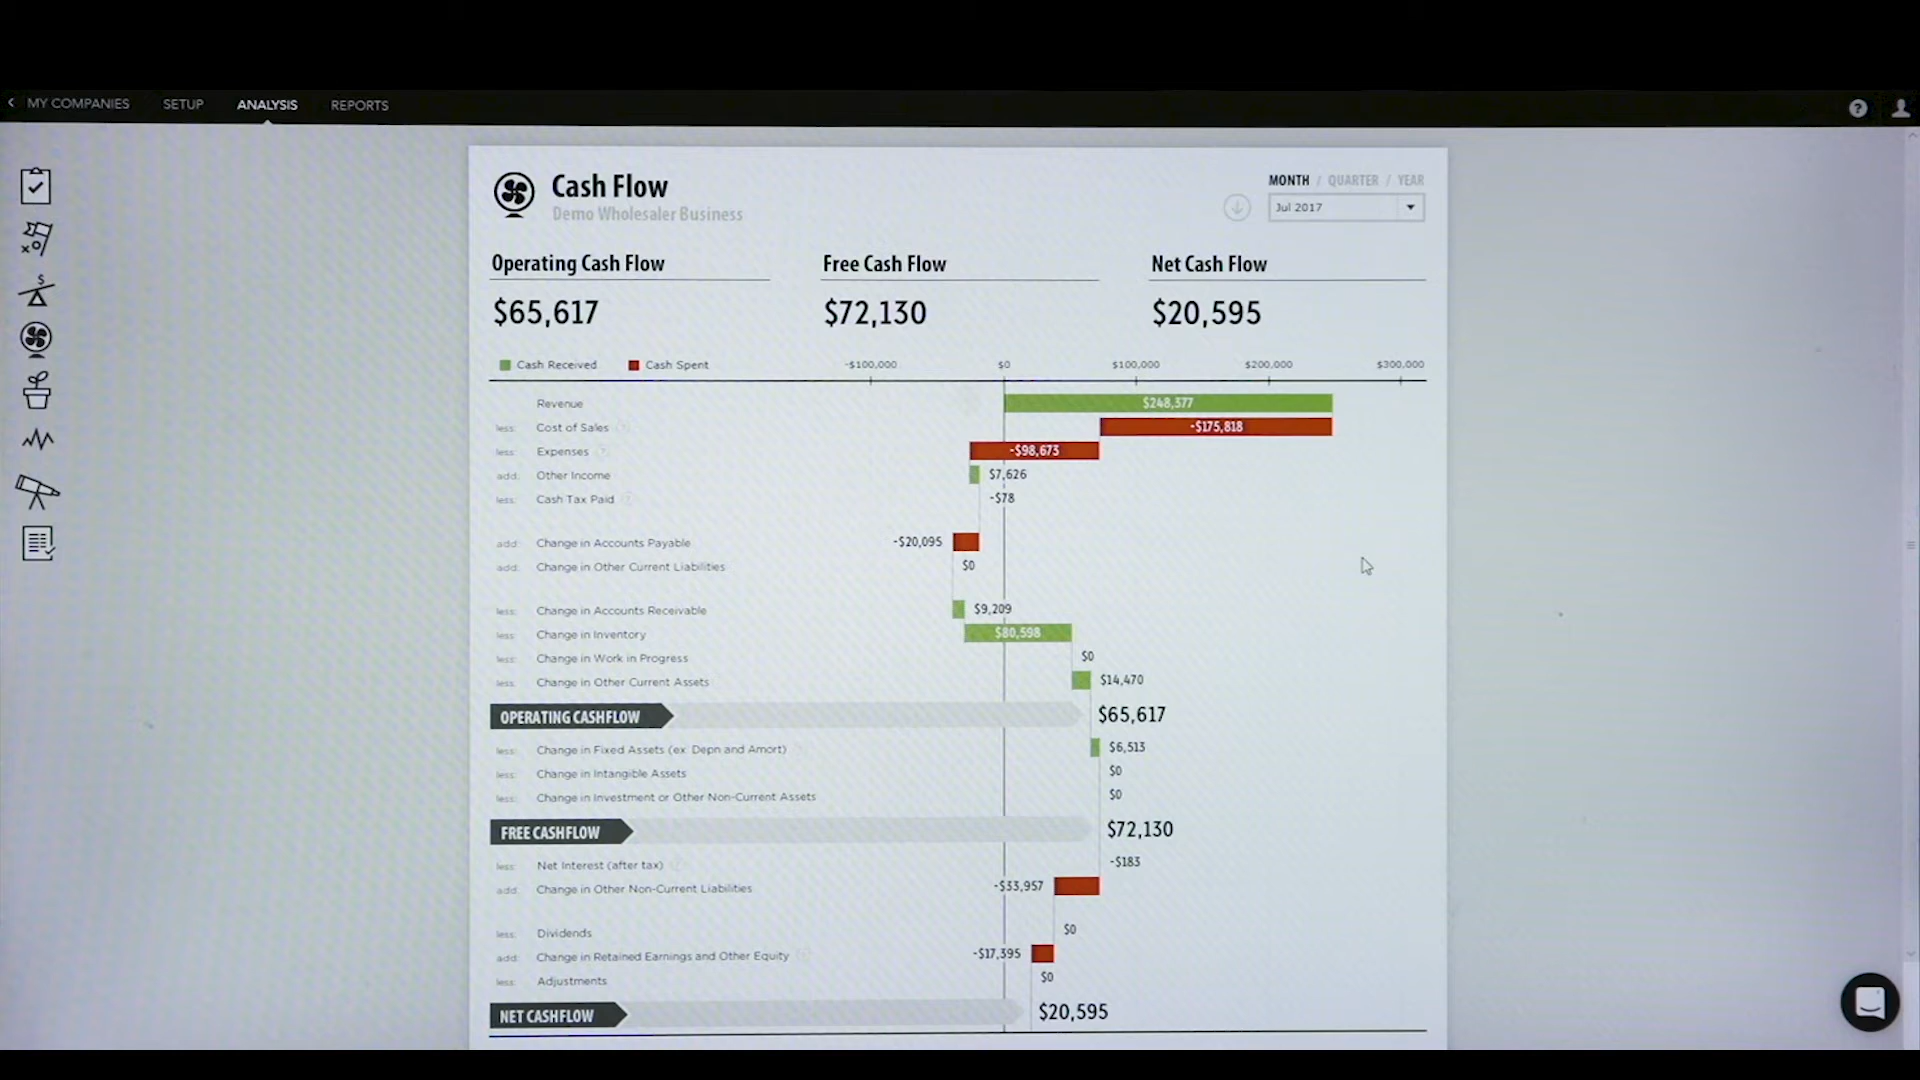 MY COMPANIES SETUP ANALYSIS REPORTS
?
Cash Flow
Demo Wholesaler Business
MONTH / QUARTER / YEAR
Jul 2017
Operating Cash Flow Free Cash Flow Net Cash Flow
$65,617 $72,130 $20,595
Cash Received Cash Spent -$100,000 $0 $100,000 $200,000 $300,000
Revenue $248,377
less: Cost of Sales -$175,818
less: Expenses -$98,673
add: Other Income $7,626
less: Cash Tax Paid -$78
add: Change in Accounts Payable -$20,095
add: Change in Other Current Liabilities $0
less: Change in Accounts Receivable $9,209
less: Change in Inventory $80,598
less: Change in Work in Progress $0
less: Change in Other Current Assets $14,470
OPERATING CASHFLOW $65,617
less: Change in Fixed Assets (ex. Depn and Amort) $6,513
less: Change in Intangible Assets $0
less: Change in Investment or Other Non-Current Assets $0
FREE CASHFLOW $72,130
less: Net Interest (after tax) -$183
add: Change in Other Non-Current Liabilities -$33,957
less: Dividends $0
add: Change in Retained Earnings and Other Equity -$17,395
less: Adjustments $0
NET CASHFLOW $20,595